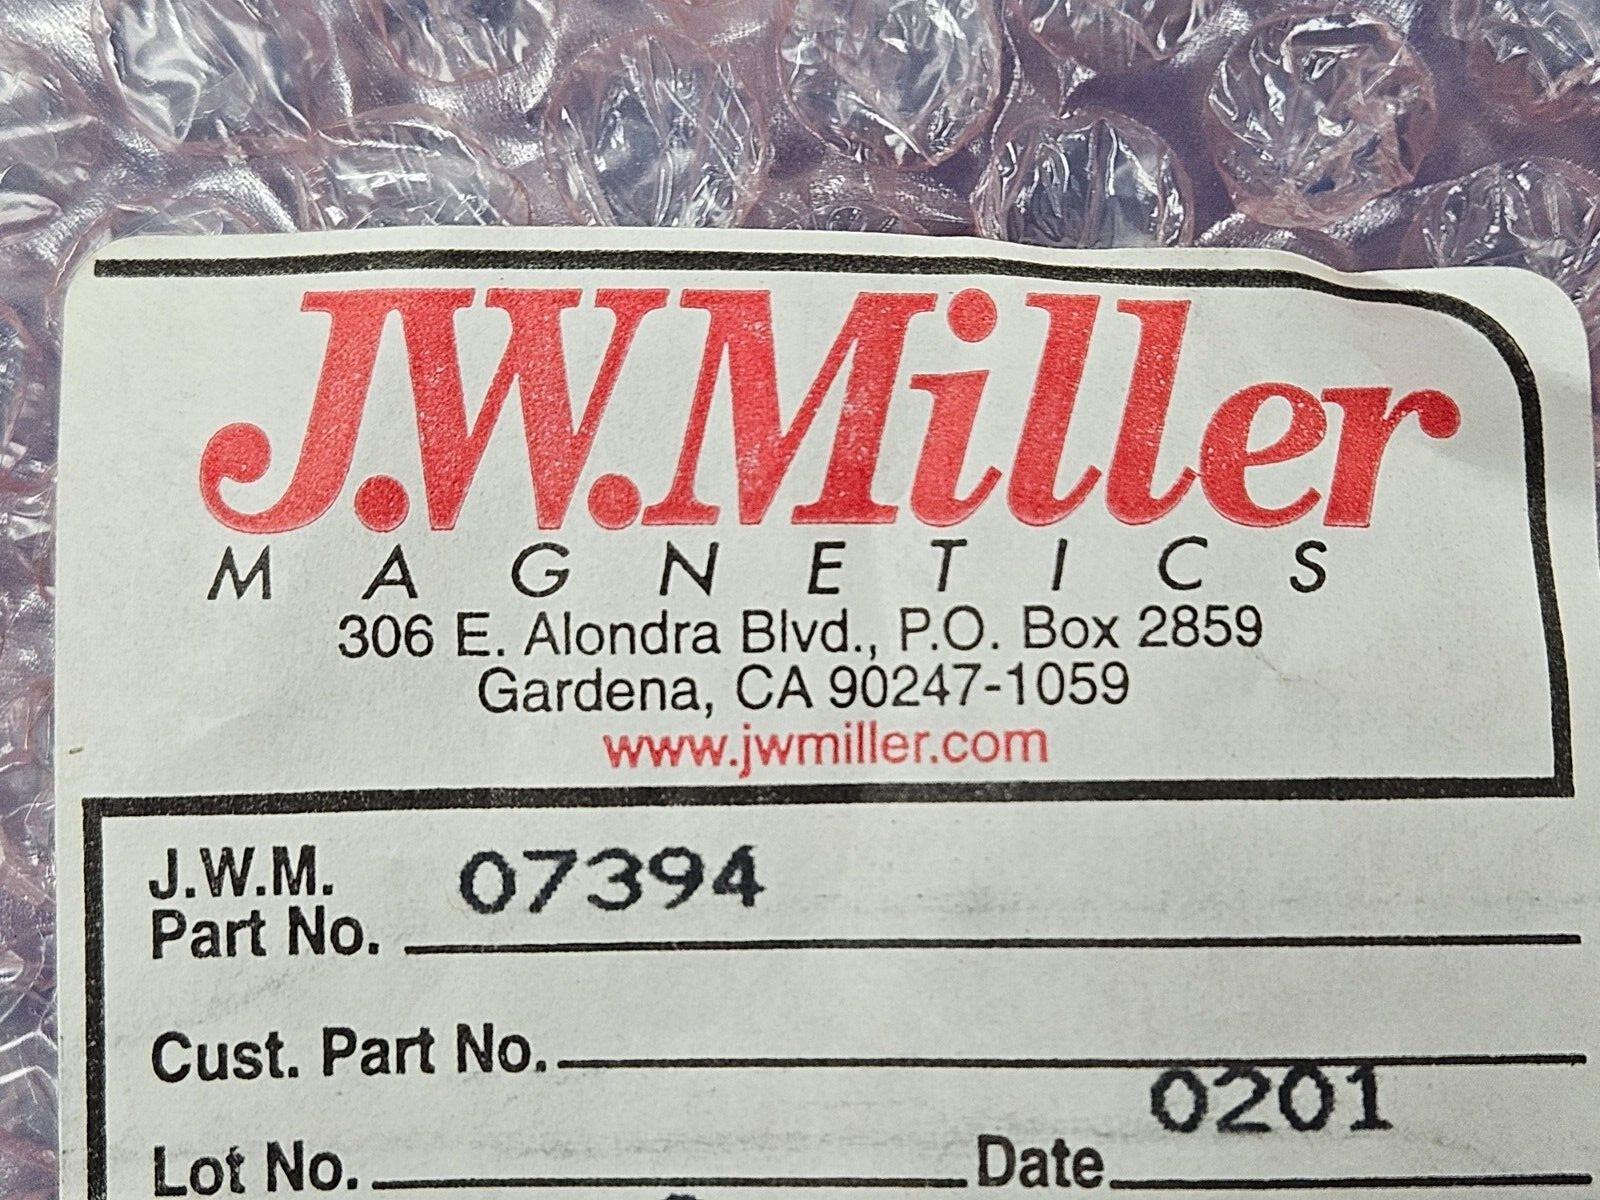 J.W.Miller
MAGNETICS
306 E. Alondra Blvd., P.O. Box 2859
Gardena, CA 90247-1059
www.jwmiller.com
J.W.M.
Part No. 07394
Cust. Part No.
Lot No. Date 0201